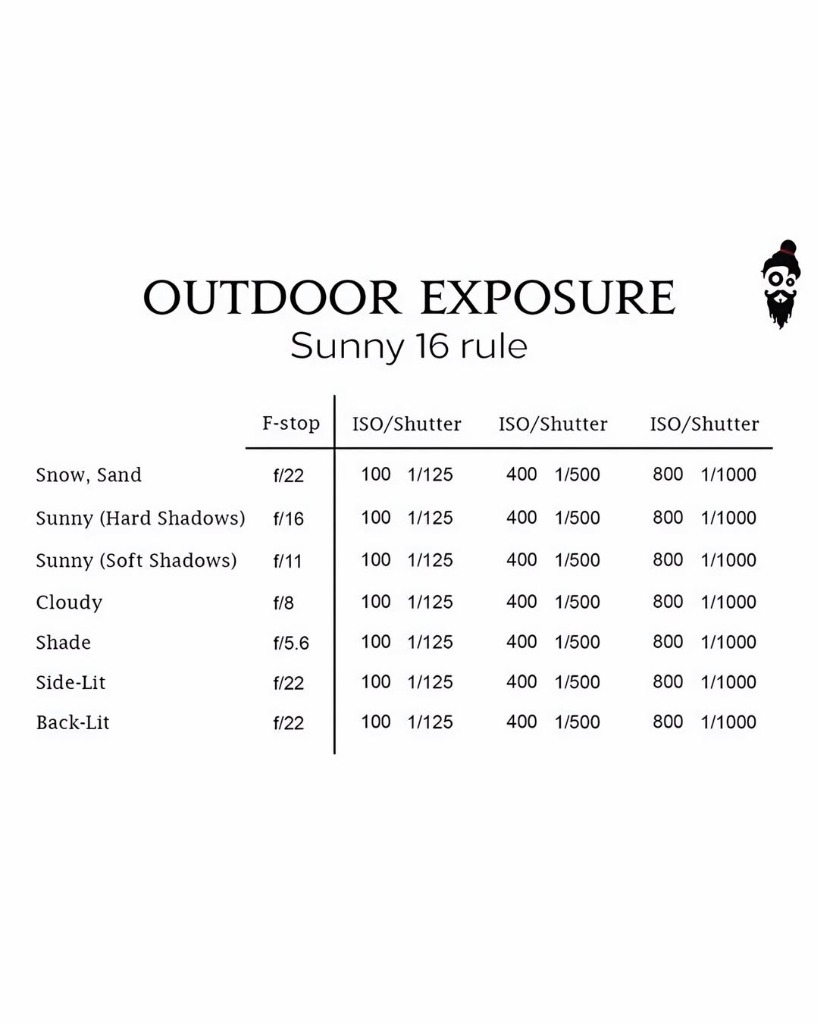 OUTDOOR EXPOSURE
Sunny 16 rule
F-stop ISO/Shutter ISO/Shutter ISO/Shutter
Snow, Sand f/22 100 1/125 400 1/500 800 1/1000
Sunny (Hard Shadows) f/16 100 1/125 400 1/500 800 1/1000
Sunny (Soft Shadows) f/11 100 1/125 400 1/500 800 1/1000
Cloudy f/8 100 1/125 400 1/500 800 1/1000
Shade f/5.6 100 1/125 400 1/500 800 1/1000
Side-Lit f/22 100 1/125 400 1/500 800 1/1000
Back-Lit f/22 100 1/125 400 1/500 800 1/1000